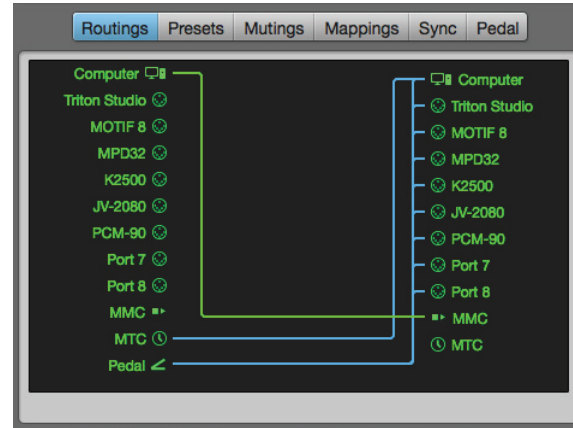 Routings Presets Mutings Mappings Sync Pedal
Computer
Triton Studio
MOTIF 8
MPD32
K2500
JV-2080
PCM-90
Port 7
Port 8
MMC
MTC
Pedal
Computer
Triton Studio
MOTIF 8
MPD32
K2500
JV-2080
PCM-90
Port 7
Port 8
MMC
MTC